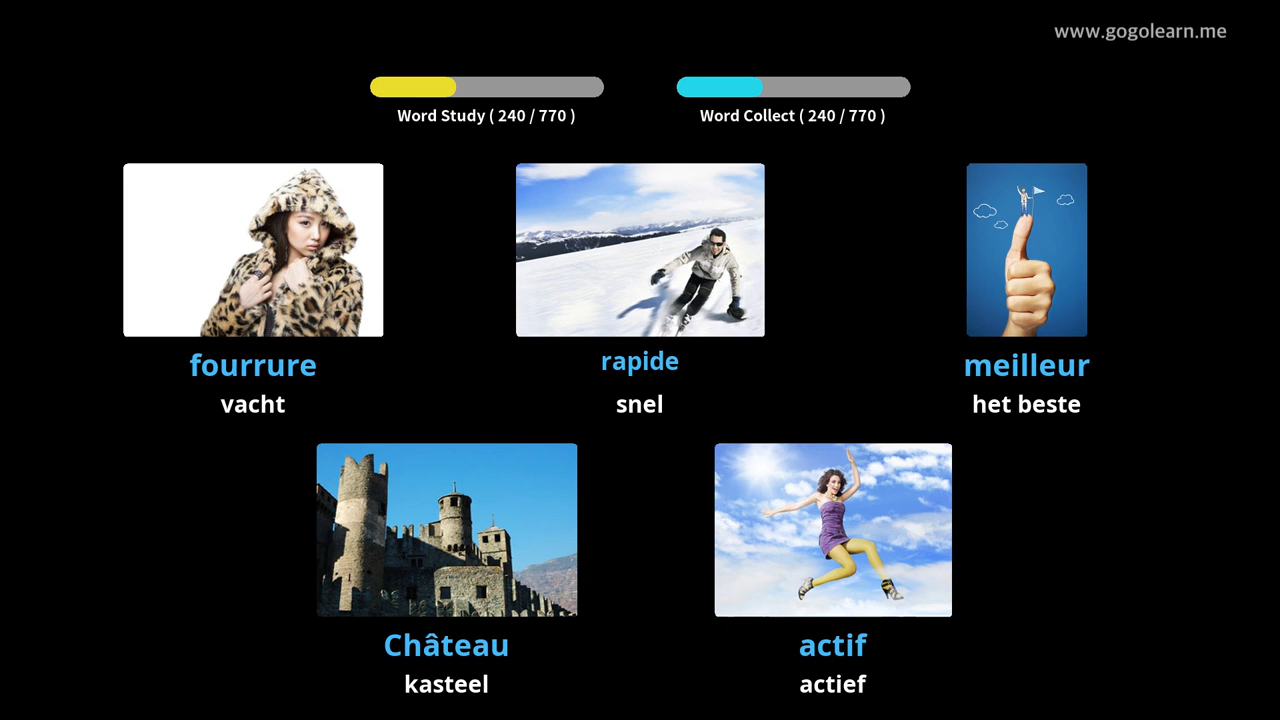 www.gogolearn.me
Word Study ( 240 / 770 )
Word Collect ( 240 / 770 )
fourrure
vacht
rapide
snel
meilleur
het beste
Château
kasteel
actif
actief